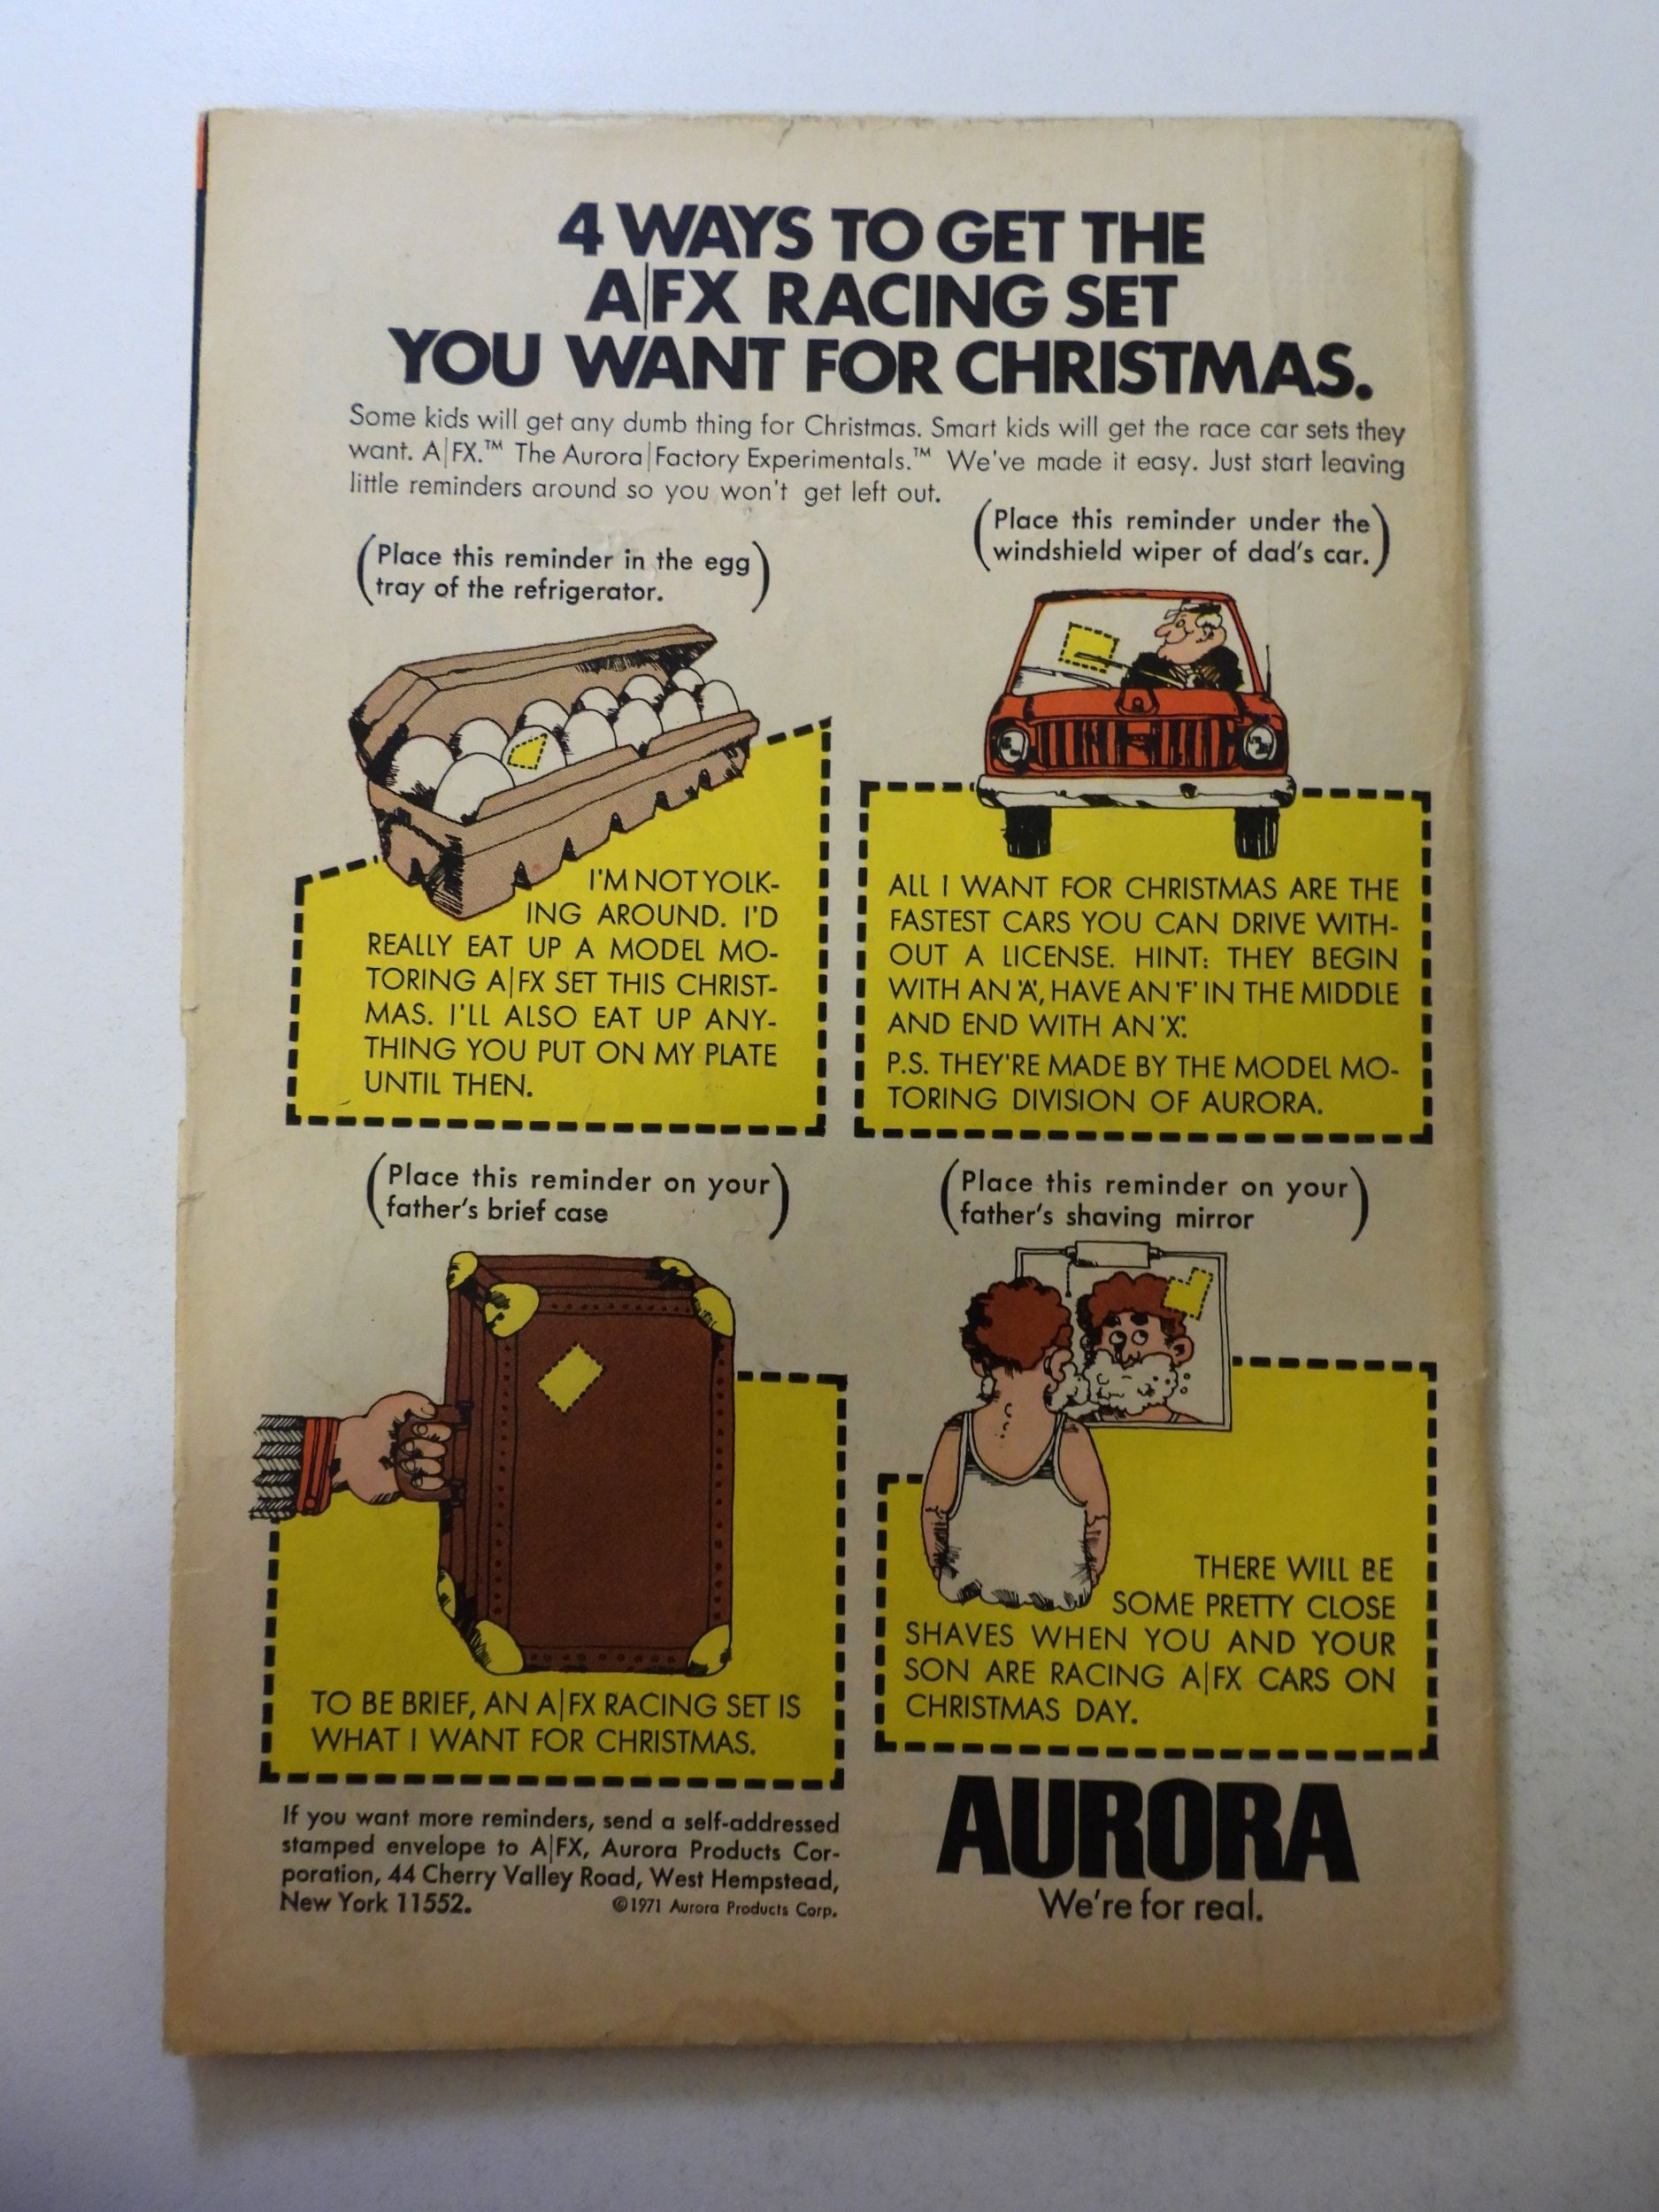 4 WAYS TO GET THE
A|FX RACING SET
YOU WANT FOR CHRISTMAS.
Some kids will get any dumb thing for Christmas. Smart kids will get the race car sets they
want. A|FX.™ The Aurora|Factory Experimentals.™ We've made it easy. Just start leaving
little reminders around so you won't get left out.
(Place this reminder in the egg
tray of the refrigerator.)
(Place this reminder under the
windshield wiper of dad's car.)
I'M NOT YOLK-
ING AROUND. I'D
REALLY EAT UP A MODEL MO-
TORING A|FX SET THIS CHRIST-
MAS. I'LL ALSO EAT UP ANY-
THING YOU PUT ON MY PLATE
UNTIL THEN.
ALL I WANT FOR CHRISTMAS ARE THE
FASTEST CARS YOU CAN DRIVE WITH-
OUT A LICENSE. HINT: THEY BEGIN
WITH AN 'A', HAVE AN 'F' IN THE MIDDLE
AND END WITH AN 'X'.
P.S. THEY'RE MADE BY THE MODEL MO-
TORING DIVISION OF AURORA.
(Place this reminder on your
father's brief case)
(Place this reminder on your
father's shaving mirror)
TO BE BRIEF, AN A|FX RACING SET IS
WHAT I WANT FOR CHRISTMAS.
THERE WILL BE
SOME PRETTY CLOSE
SHAVES WHEN YOU AND YOUR
SON ARE RACING A|FX CARS ON
CHRISTMAS DAY.
If you want more reminders, send a self-addressed
stamped envelope to A|FX, Aurora Products Cor-
poration, 44 Cherry Valley Road, West Hempstead,
New York 11552.
©1971 Aurora Products Corp.
AURORA
We're for real.